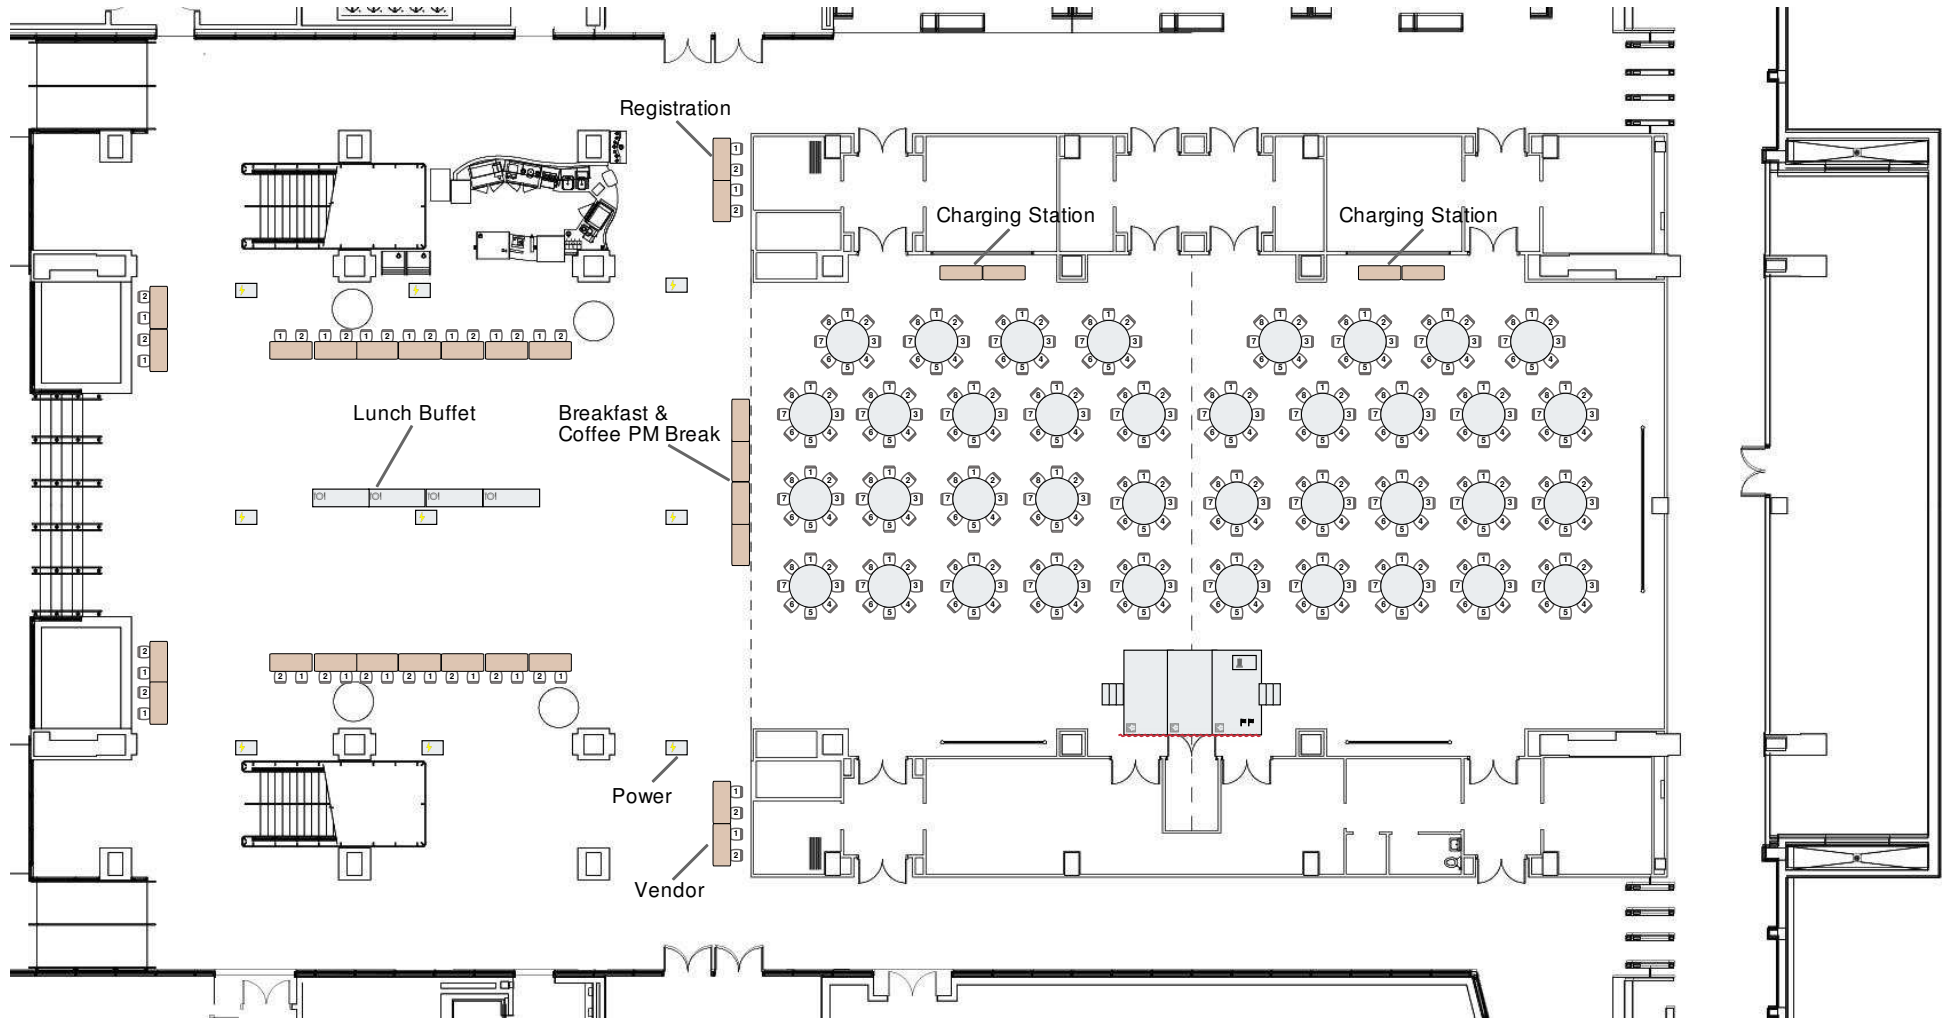 Registration
Charging Station
Charging Station
Lunch Buffet
Breakfast &
Coffee PM Break
Power
Vendor